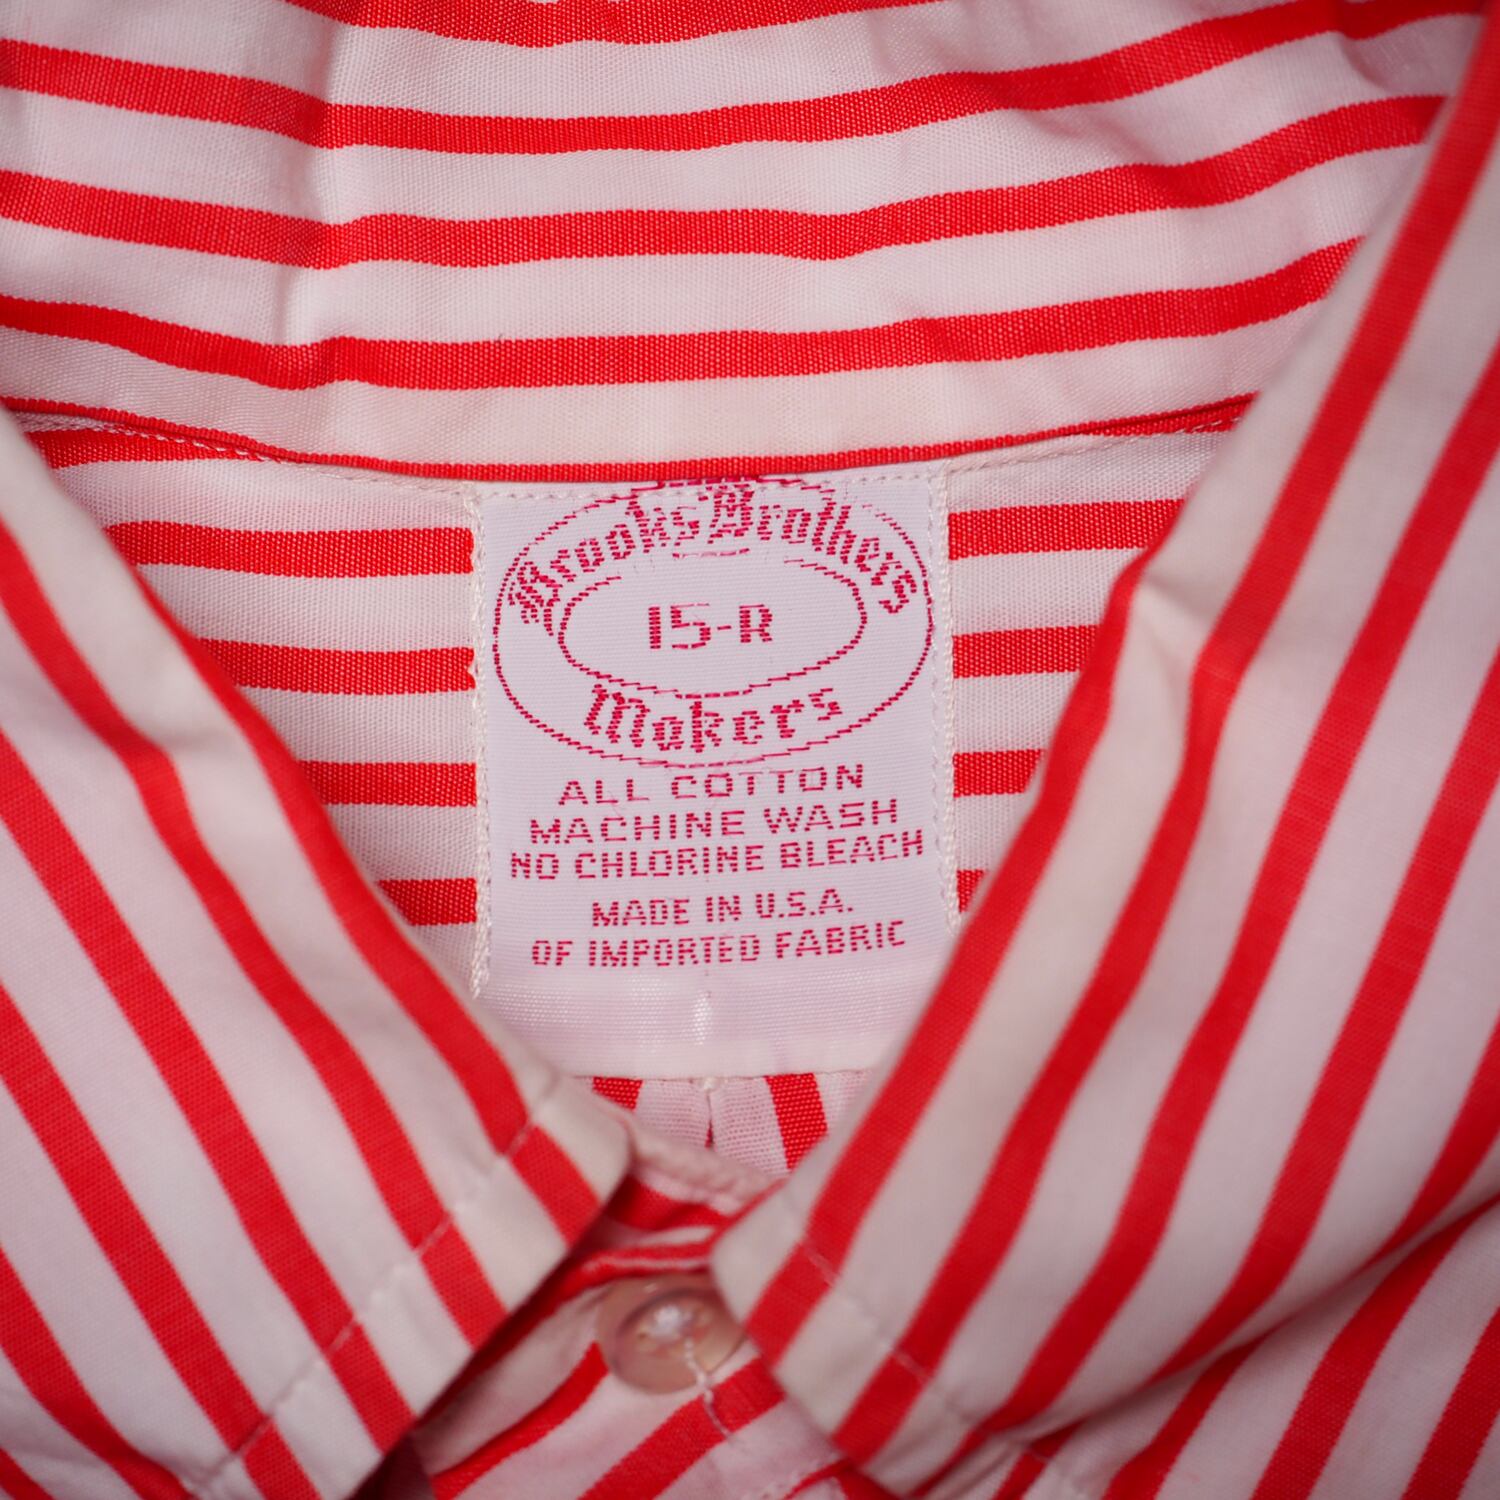 Brooks Brothers
15-R
Makers
ALL COTTON
MACHINE WASH
NO CHLORINE BLEACH
MADE IN U.S.A.
OF IMPORTED FABRIC